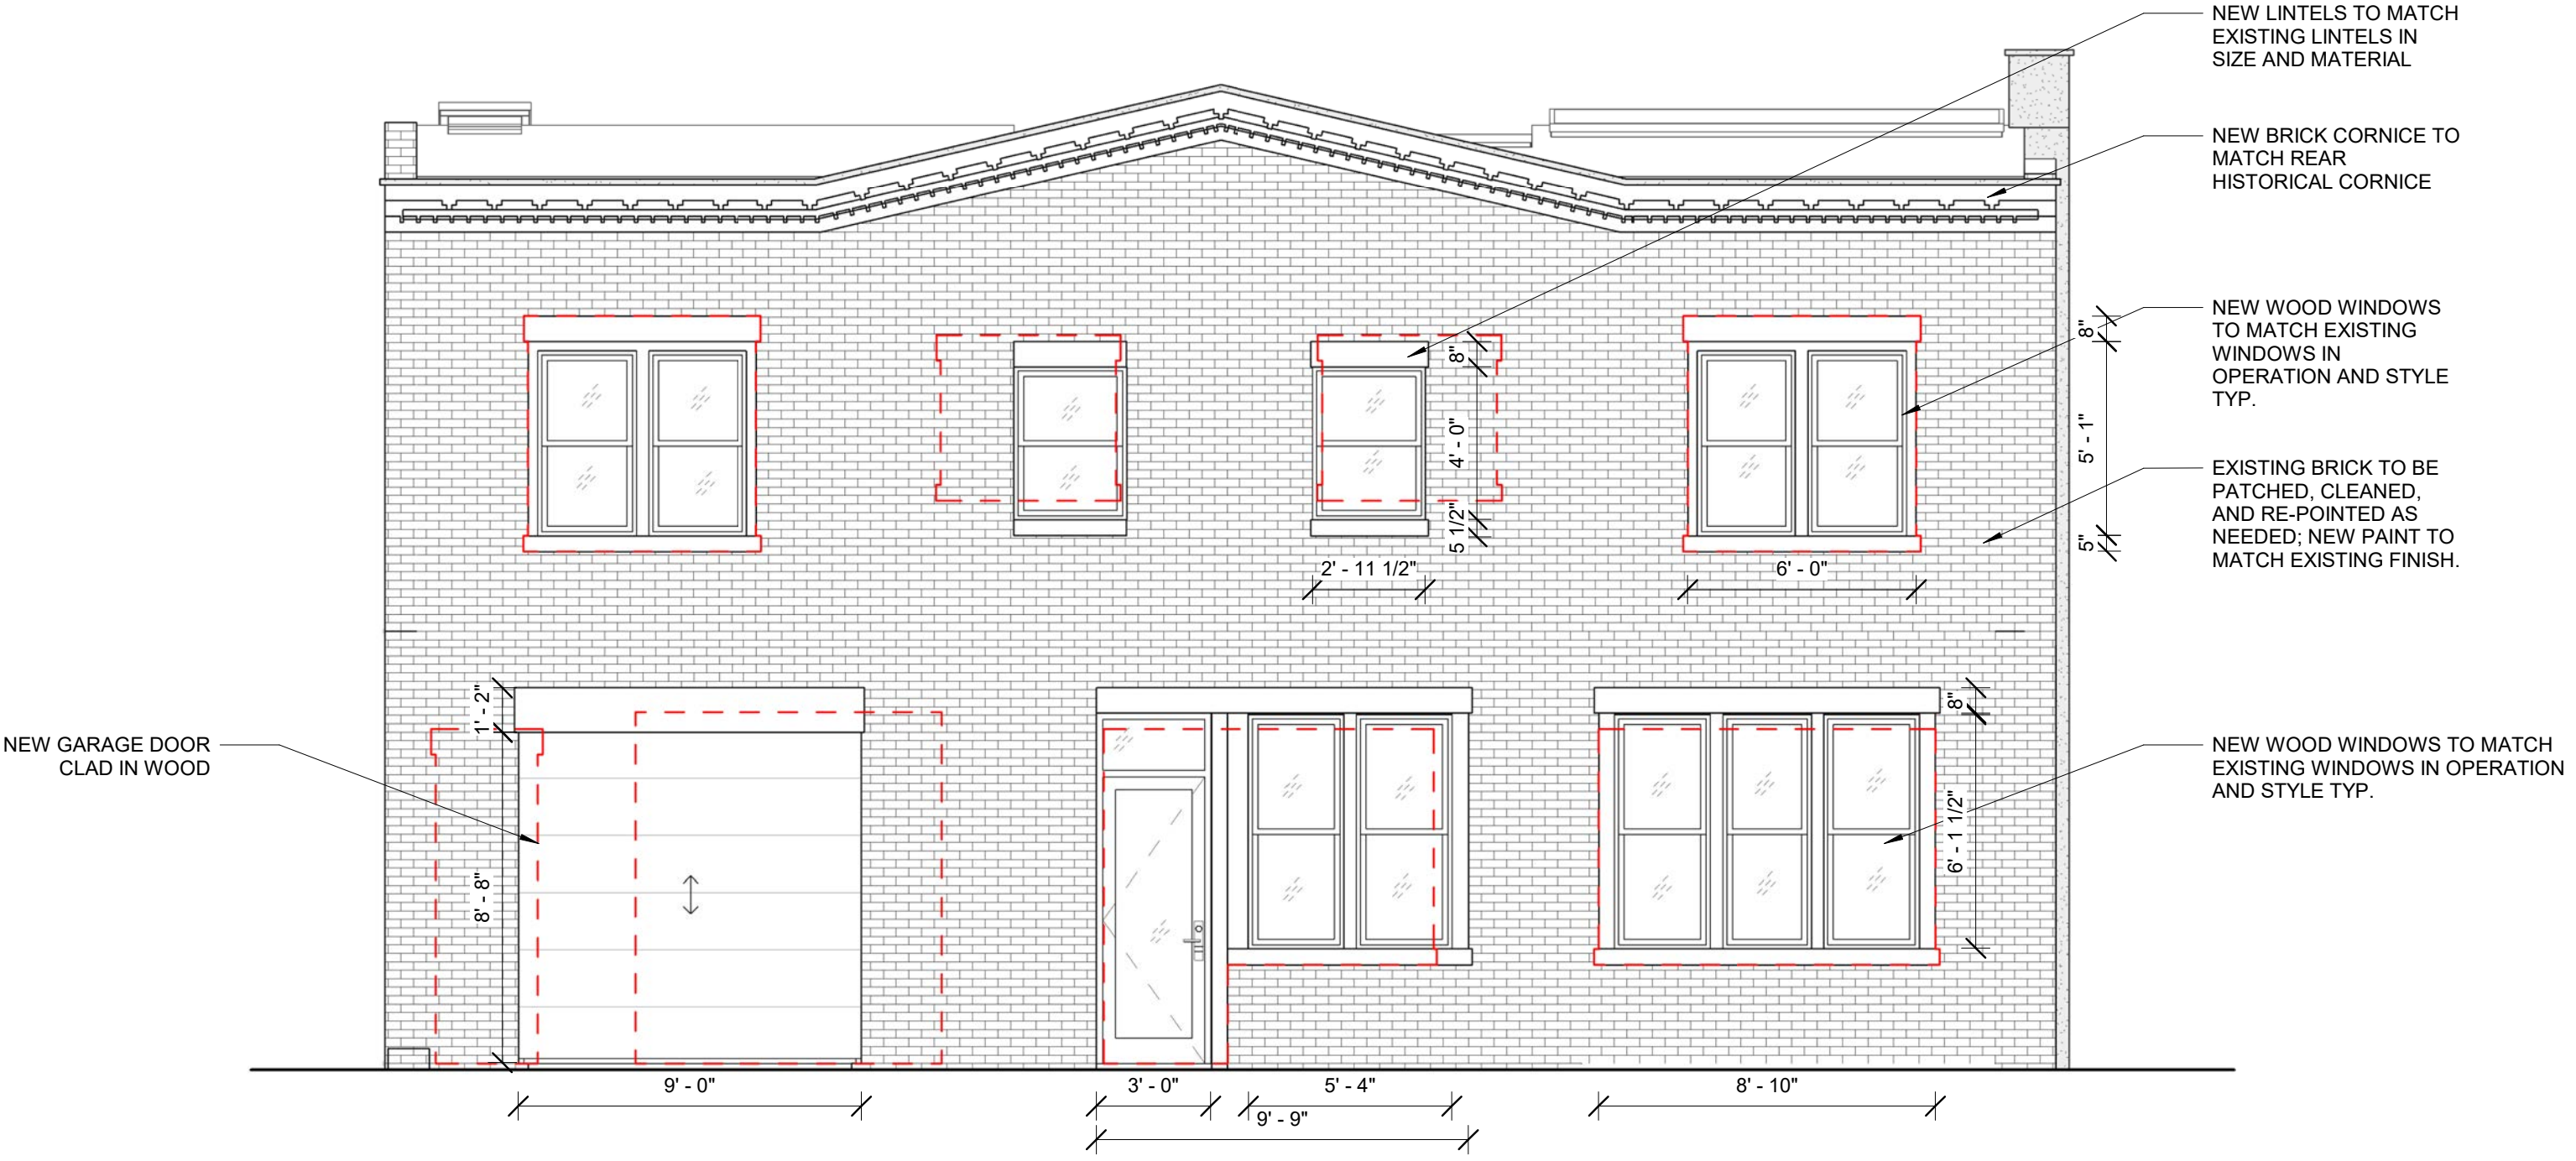 NEW LINTELS TO MATCH
EXISTING LINTELS IN
SIZE AND MATERIAL
NEW BRICK CORNICE TO
MATCH REAR
HISTORICAL CORNICE
NEW WOOD WINDOWS
TO MATCH EXISTING
WINDOWS IN
OPERATION AND STYLE
TYP.
8"
5' - 1"
5"
8"
4' - 0"
5 1/2"
2' - 11 1/2"
6' - 0"
EXISTING BRICK TO BE
PATCHED, CLEANED,
AND RE-POINTED AS
NEEDED; NEW PAINT TO
MATCH EXISTING FINISH.
1' - 2"
8' - 8"
NEW GARAGE DOOR
CLAD IN WOOD
8"
6' - 1 1/2"
NEW WOOD WINDOWS TO MATCH
EXISTING WINDOWS IN OPERATION
AND STYLE TYP.
9' - 0"
3' - 0"
5' - 4"
8' - 10"
9' - 9"